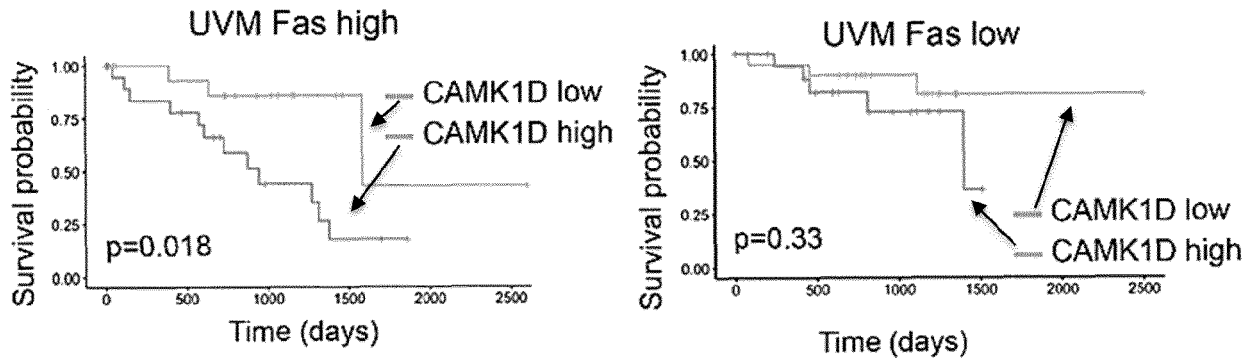 UVM Fas high
Survival probability
1.00
0.75
0.50
0.25
0.00
CAMK1D low
CAMK1D high
p=0.018
0 500 1000 1500 2000 2500
Time (days)
UVM Fas low
Survival probability
1.00
0.75
0.50
0.25
0.00
CAMK1D low
CAMK1D high
p=0.33
0 500 1000 1500 2000 2500
Time (days)